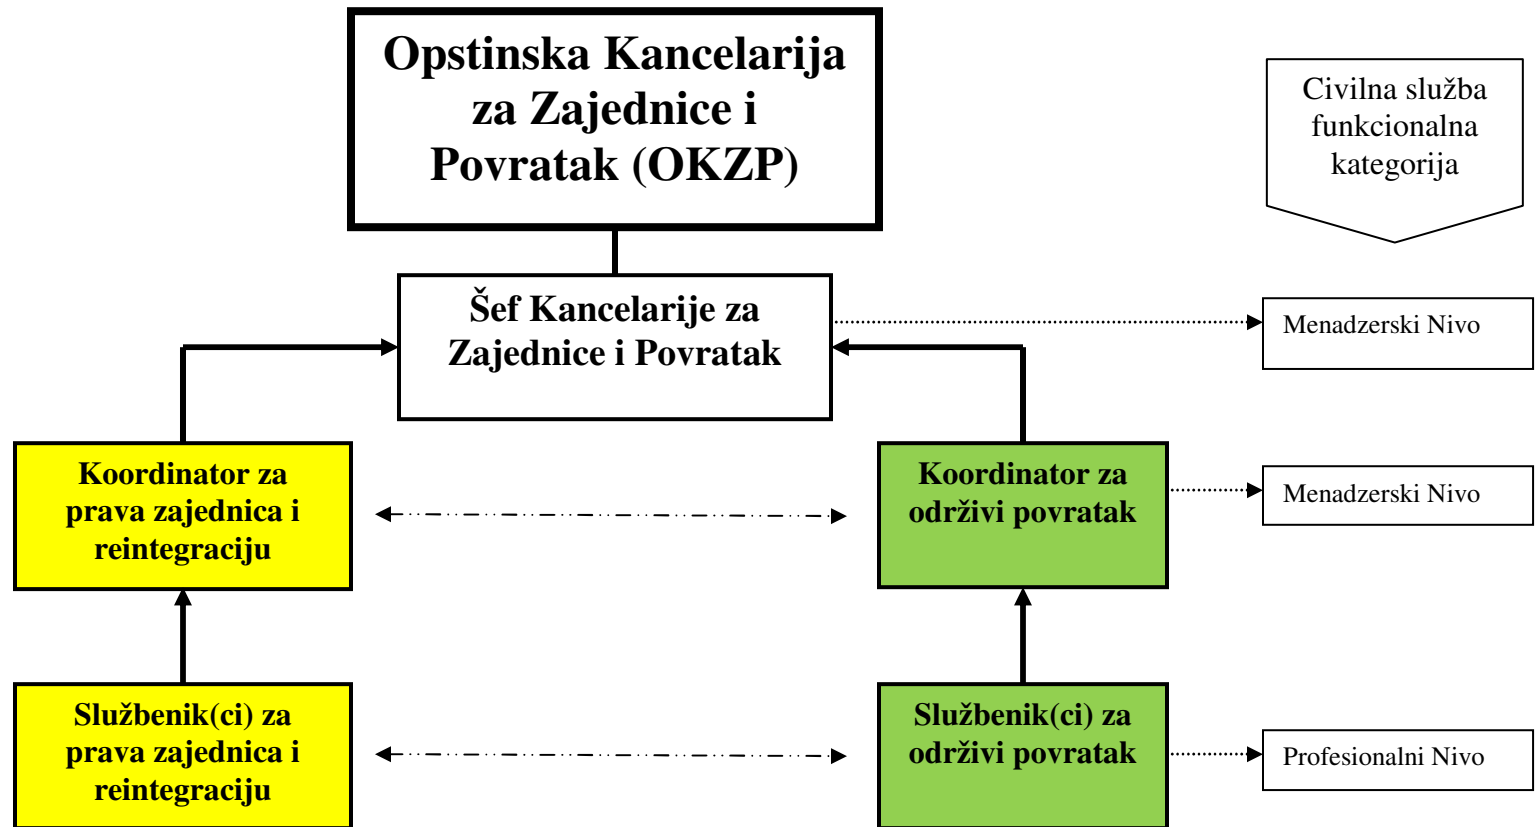 Opstinska Kancelarija
za Zajednice i
Povratak (OKZP)
Civilna služba
funkcionalna
kategorija
Šef Kancelarije za
Zajednice i Povratak
Menadzerski Nivo
Koordinator za
prava zajednica i
reintegraciju
Koordinator za
održivi povratak
Menadzerski Nivo
Službenik(ci) za
prava zajednica i
reintegraciju
Službenik(ci) za
održivi povratak
Profesionalni Nivo